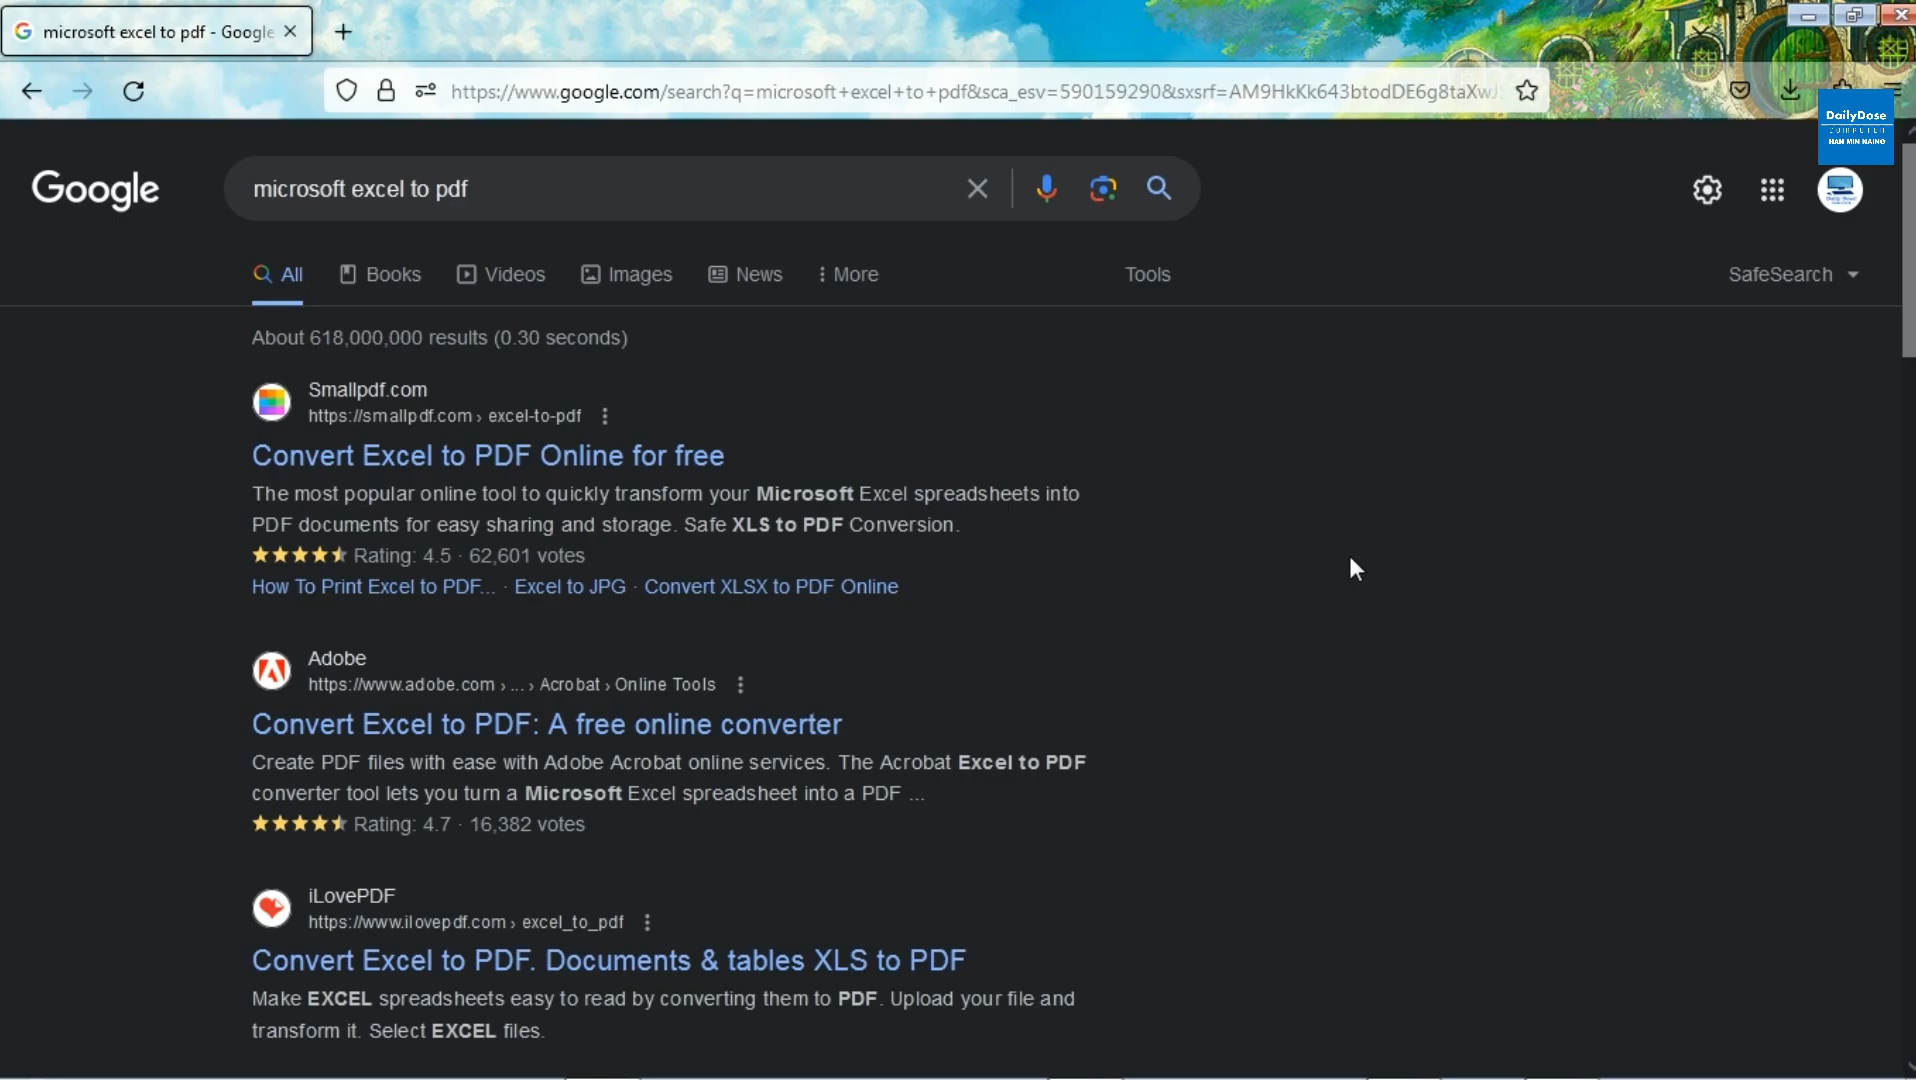 microsoft excel to pdf - Google
https://www.google.com/search?q=microsoft+excel+to+pdf&sca_esv=590159290&sxsrf=AM9HkKk643btodDE6g8taXwJ
DailyDose
COMPUTER
HAN MIN NAING
Google
microsoft excel to pdf
All Books Videos Images News More Tools SafeSearch
About 618,000,000 results (0.30 seconds)
Smallpdf.com
https://smallpdf.com › excel-to-pdf
Convert Excel to PDF Online for free
The most popular online tool to quickly transform your Microsoft Excel spreadsheets into
PDF documents for easy sharing and storage. Safe XLS to PDF Conversion.
Rating: 4.5 · 62,601 votes
How To Print Excel to PDF... · Excel to JPG · Convert XLSX to PDF Online
Adobe
https://www.adobe.com › ... › Acrobat › Online Tools
Convert Excel to PDF: A free online converter
Create PDF files with ease with Adobe Acrobat online services. The Acrobat Excel to PDF
converter tool lets you turn a Microsoft Excel spreadsheet into a PDF ...
Rating: 4.7 · 16,382 votes
iLovePDF
https://www.ilovepdf.com › excel_to_pdf
Convert Excel to PDF. Documents & tables XLS to PDF
Make EXCEL spreadsheets easy to read by converting them to PDF. Upload your file and
transform it. Select EXCEL files.